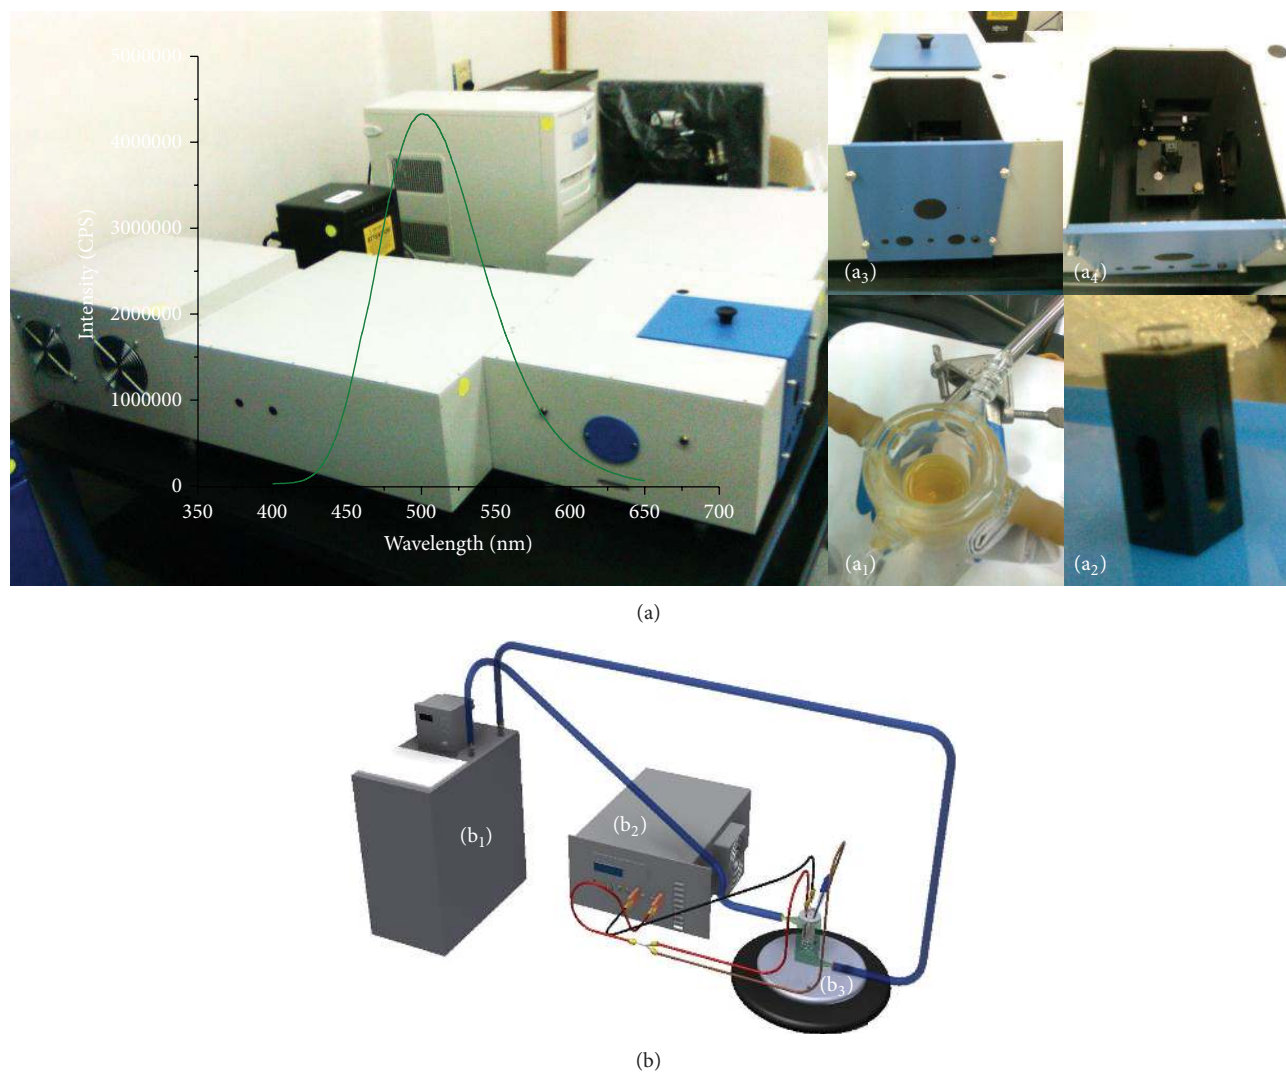 5000000
4000000
3000000
2000000
1000000
0
Intensity (CPS)
350 400 450 500 550 600 650 700
Wavelength (nm)
(a3)
(a4)
(a1)
(a2)
(a)
(b1)
(b2)
(b3)
(b)